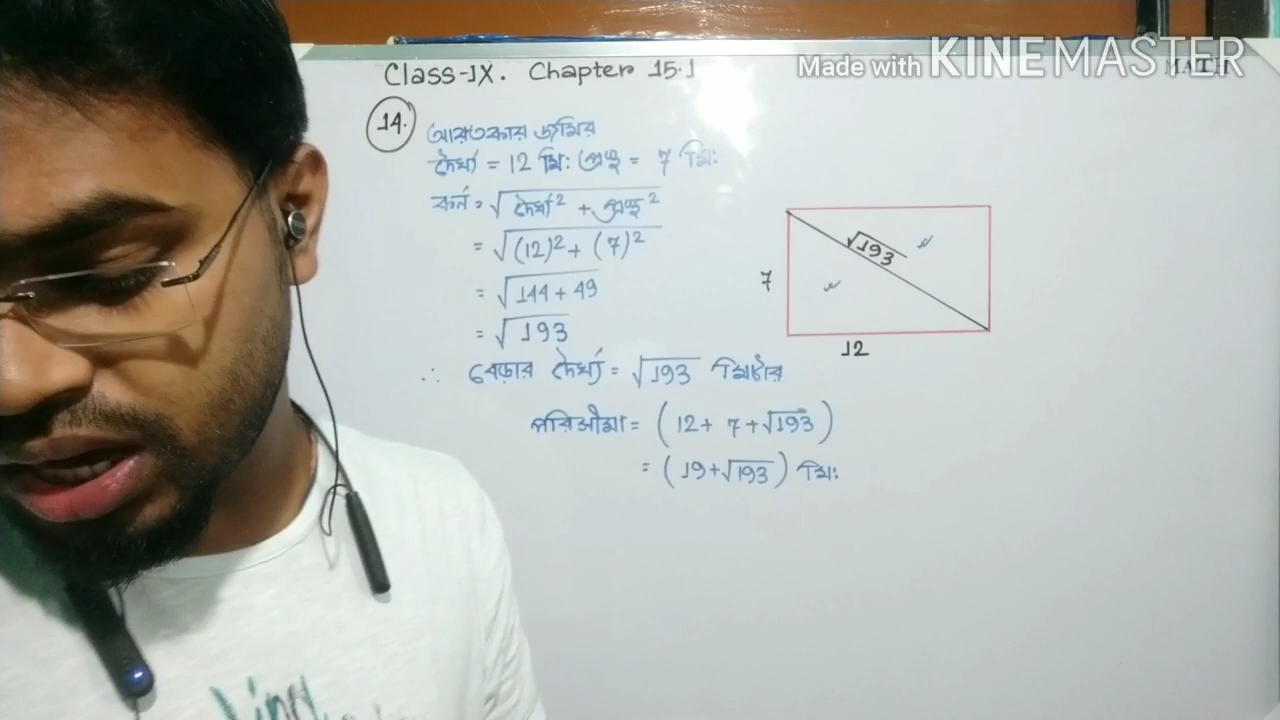 Made with KINEMASTER
MATH
Class-IX. Chapter 15.1
14. আয়তকার জমির
দৈর্ঘ্য = 12 মি: প্রস্থ = 7 মি:
কর্ন = √দৈর্ঘ্য² + প্রস্থ²
= √(12)² + (7)²
= √144 + 49
= √193
∴ বেড়ার দৈর্ঘ্য = √193 মিটার
পরিসীমা = (12 + 7 + √193)
= (19 + √193) মি:
√193
7
12